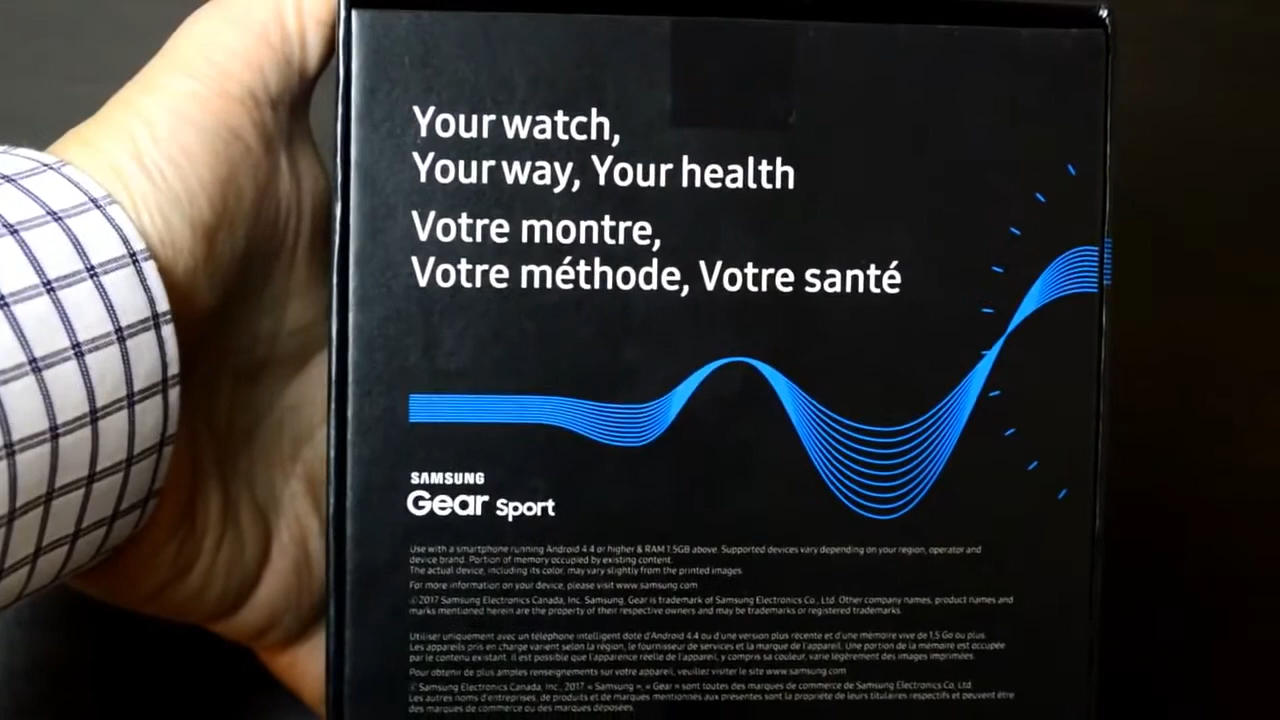 Your watch,
Your way, Your health
Votre montre,
Votre méthode, Votre santé
SAMSUNG
Gear Sport
Use with a smartphone running Android 4.4 or higher & RAM 1.5GB above. Supported devices vary depending on your region, operator and
device brand. Portion of memory occupied by existing content.
The actual device, including its color, may vary slightly from the printed images.
For more information on your device, please visit www.samsung.com
©2017 Samsung Electronics Canada, Inc. Samsung, Gear is trademark of Samsung Electronics Co., Ltd. Other company names, product names and
marks mentioned herein are the property of their respective owners and may be trademarks or registered trademarks.
Utiliser uniquement avec un téléphone intelligent doté d'Android 4.4 ou d'une version plus récente et d'une mémoire vive de 1,5 Go ou plus.
Les appareils pris en charge varient selon la région, le fournisseur de services et la marque de l'appareil. Une portion de la mémoire est occupée
par le contenu existant. Il est possible que l'apparence réelle de l'appareil, y compris sa couleur, varie légèrement des images imprimées.
Pour obtenir de plus amples renseignements sur votre appareil, veuillez visiter le site www.samsung.com
© Samsung Electronics Canada, Inc., 2017 « Samsung », « Gear » sont toutes des marques de commerce de Samsung Electronics Co, Ltd.
Les autres noms d'entreprises, de produits et de marques mentionnés aux présentes sont la propriété de leurs titulaires respectifs et peuvent être
des marques de commerce ou des marques déposées.